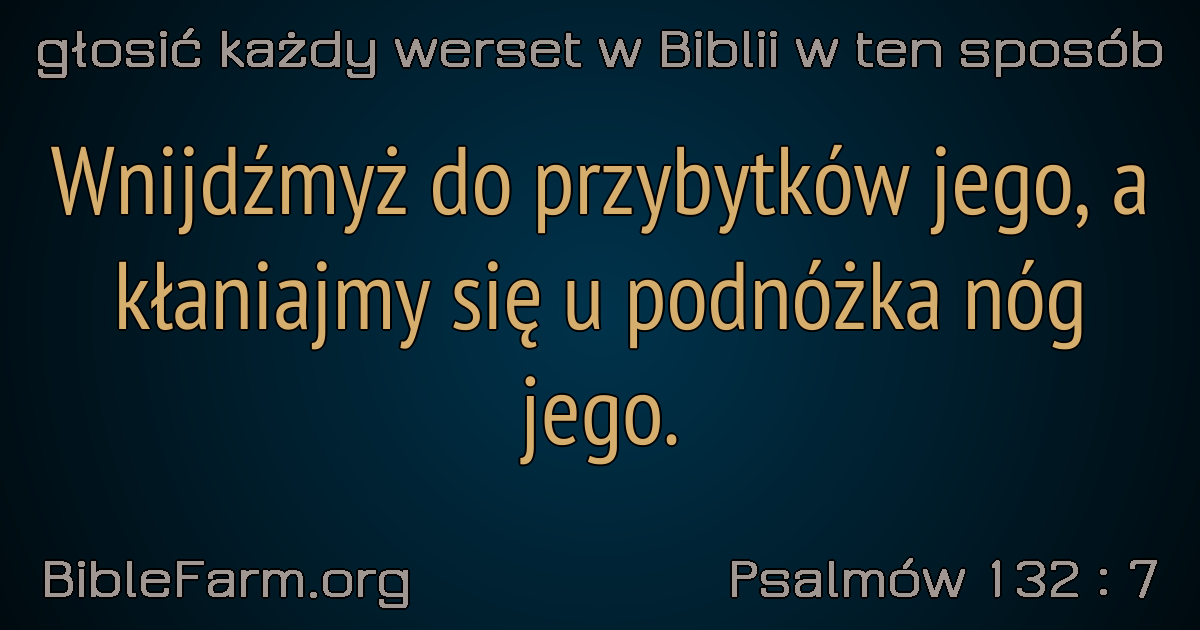 głosić każdy werset w Biblii w ten sposób
Wnijdźmyż do przybytków jego, a
kłaniajmy się u podnóżka nóg
jego.
BibleFarm.org
Psalmów 132 : 7